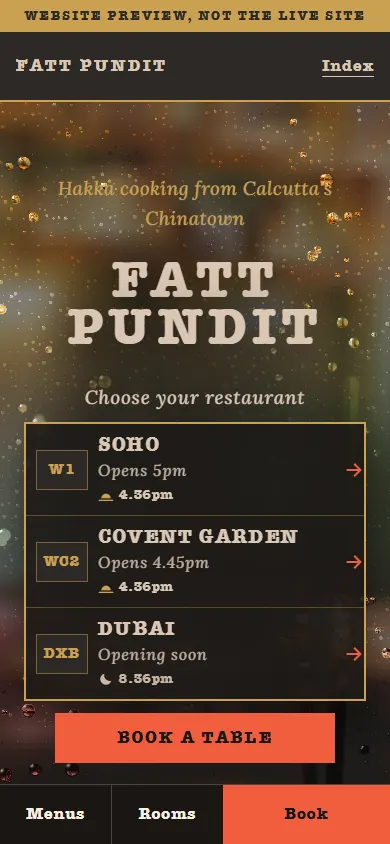 WEBSITE PREVIEW, NOT THE LIVE SITE
FATT PUNDIT
Index
Hakka cooking from Calcutta's
Chinatown
FATT
PUNDIT
Choose your restaurant
W1
SOHO
Opens 5pm
4.36pm
WC2
COVENT GARDEN
Opens 4.45pm
4.36pm
DXB
DUBAI
Opening soon
8.36pm
BOOK A TABLE
Menus
Rooms
Book